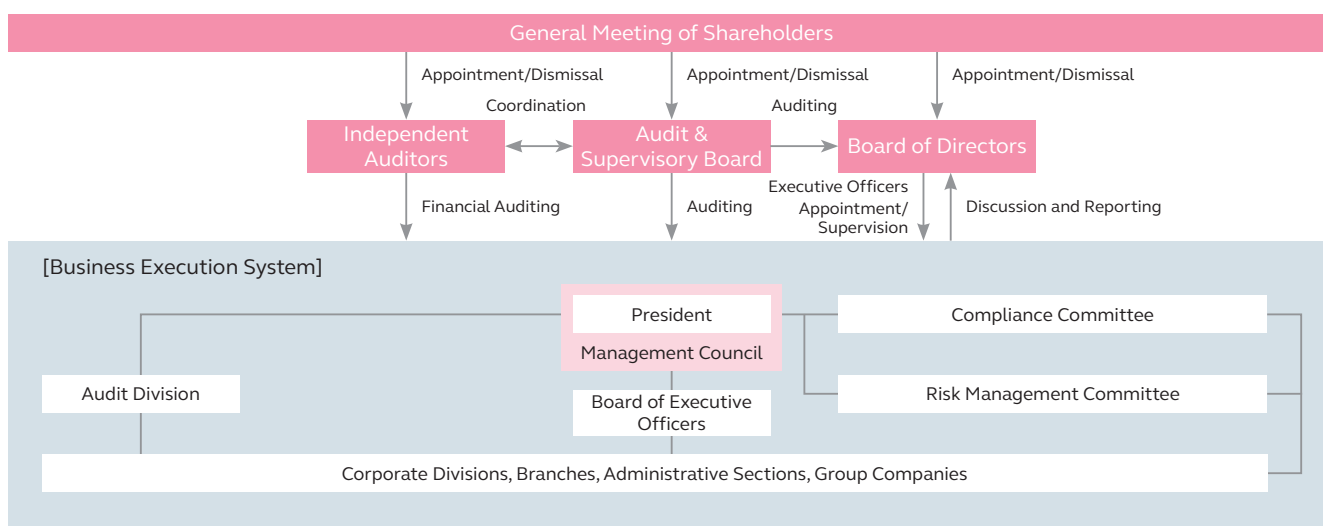 General Meeting of Shareholders
Appointment/Dismissal
Appointment/Dismissal
Appointment/Dismissal
Coordination
Auditing
Independent
Auditors
Audit &
Supervisory Board
Board of Directors
Financial Auditing
Auditing
Executive Officers
Appointment/
Supervision
Discussion and Reporting
[Business Execution System]
President
Management Council
Compliance Committee
Audit Division
Board of Executive
Officers
Risk Management Committee
Corporate Divisions, Branches, Administrative Sections, Group Companies